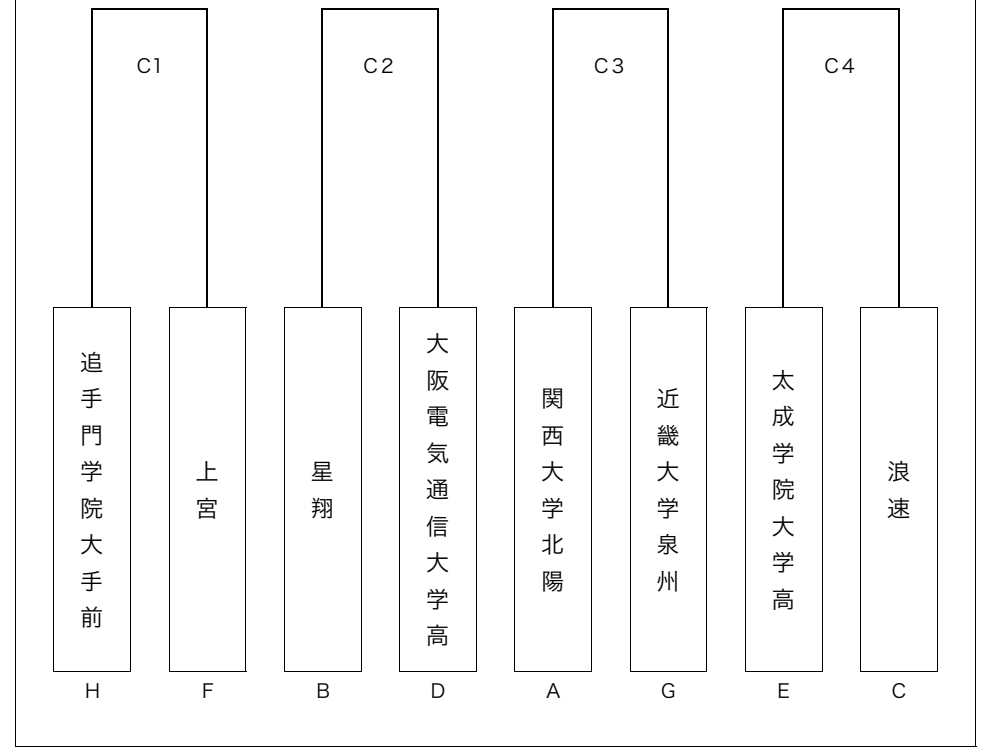 C1
C2
C3
C4
追手門学院大手前
上宮
星翔
大阪電気通信大学高
関西大学北陽
近畿大学泉州
太成学院大学高
浪速
H
F
B
D
A
G
E
C